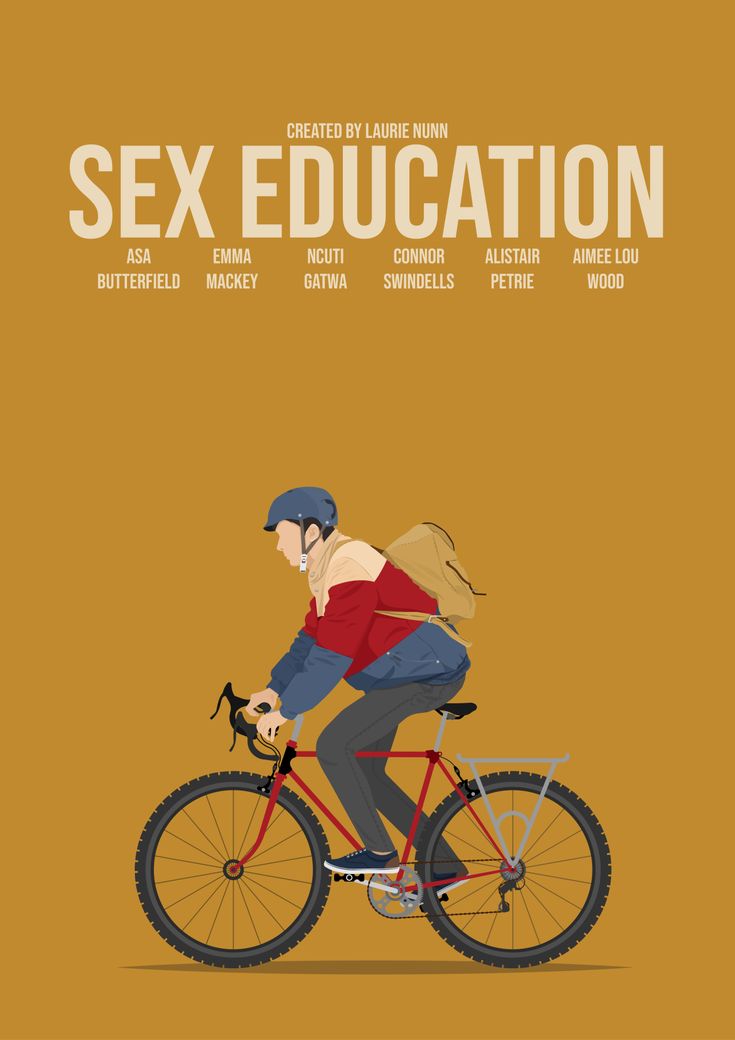 CREATED BY LAURIE NUNN
SEX EDUCATION
ASA EMMA NCUTI CONNOR ALISTAIR AIMEE LOU
BUTTERFIELD MACKEY GATWA SWINDELLS PETRIE WOOD